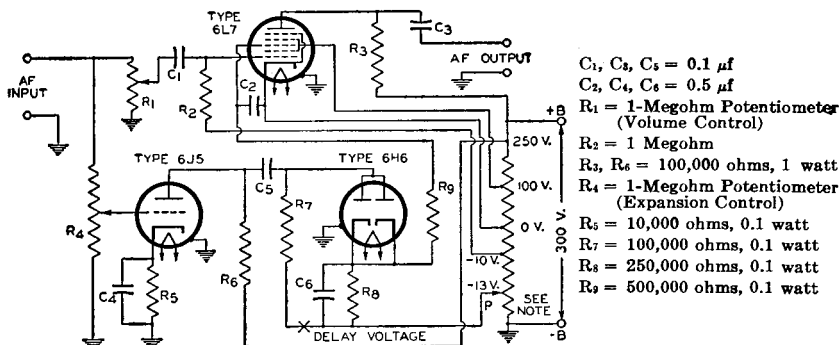 TYPE
6L7
C3
R3
AF OUTPUT
AF
INPUT
R1
C1
R2
C2
+B
250 V.
TYPE 6J5
C5
TYPE 6H6
R9
100 V.
R7
0 V.
300 V.
R4
R6
-10 V.
C4
R5
C6
R8
-13 V.
P
SEE
NOTE
DELAY VOLTAGE
-B
C₁, C₃, C₅ = 0.1 μf
C₂, C₄, C₆ = 0.5 μf
R₁ = 1-Megohm Potentiometer
(Volume Control)
R₂ = 1 Megohm
R₃, R₆ = 100,000 ohms, 1 watt
R₄ = 1-Megohm Potentiometer
(Expansion Control)
R₅ = 10,000 ohms, 0.1 watt
R₇ = 100,000 ohms, 0.1 watt
R₈ = 250,000 ohms, 0.1 watt
R₉ = 500,000 ohms, 0.1 watt